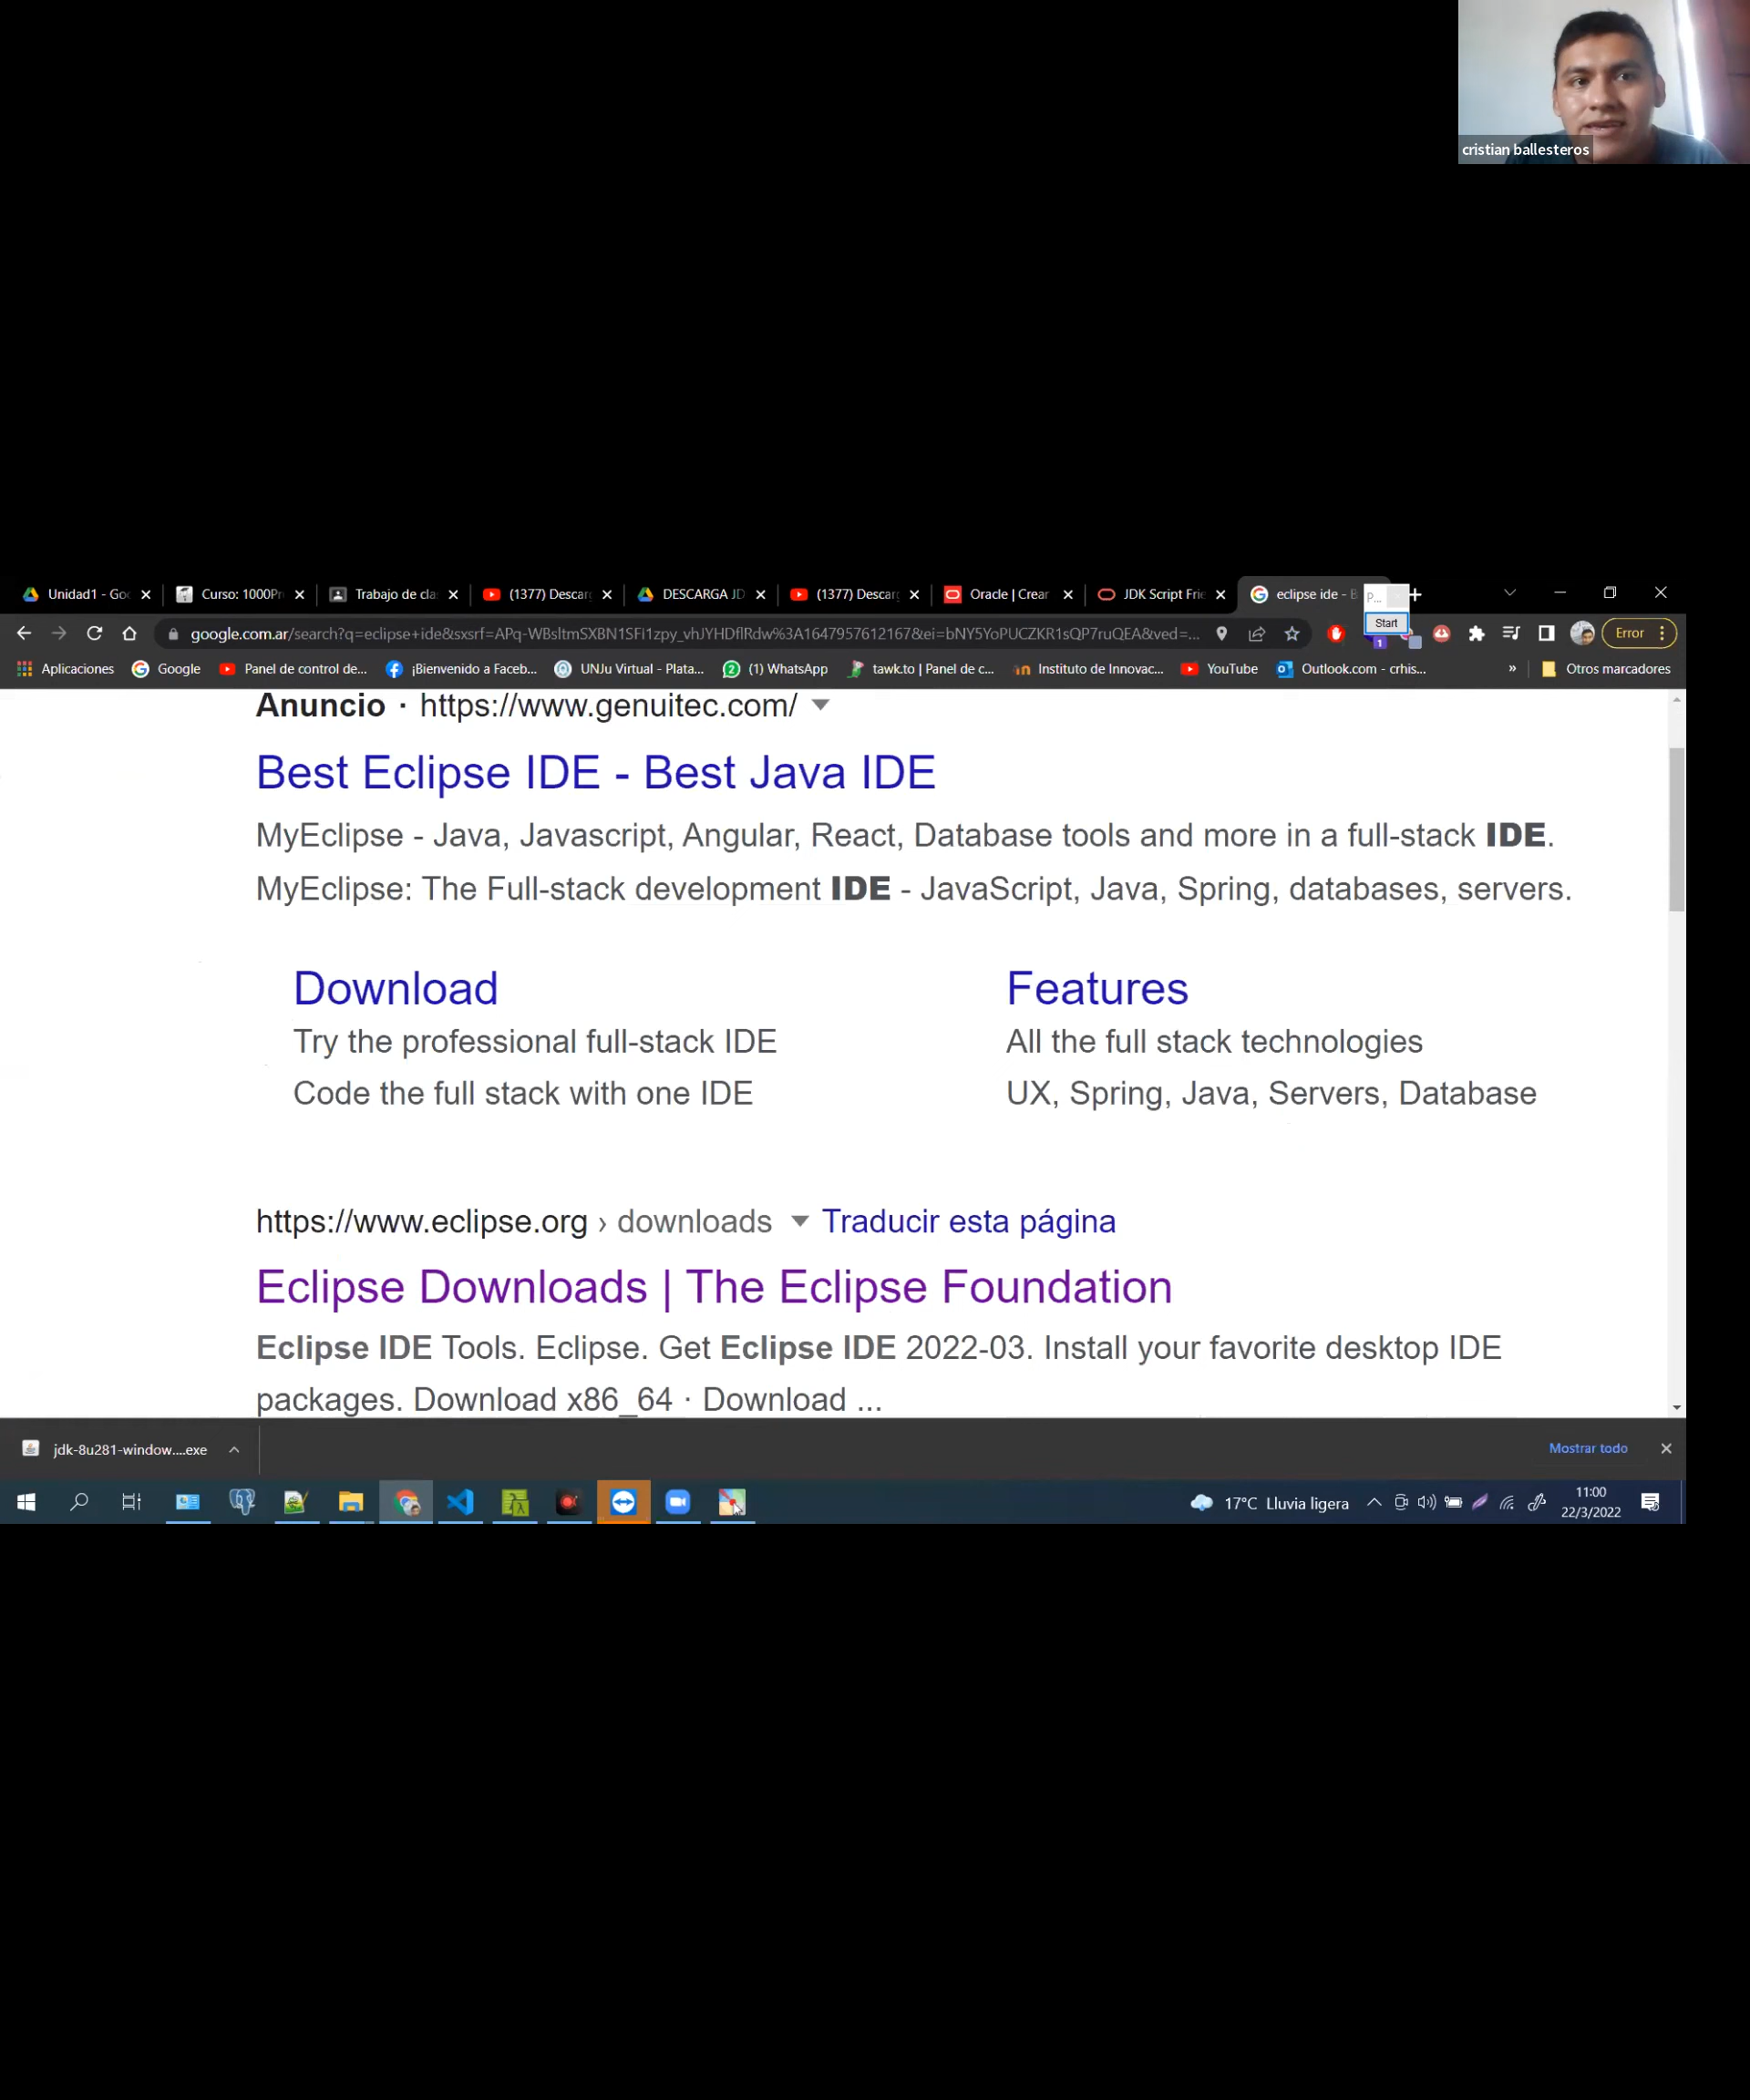 cristian ballesteros
Unidad1 - Goo
Curso: 1000Pr
Trabajo de cla
(1377) Descar
DESCARGA JD
(1377) Descar
Oracle | Crear
JDK Script Frie
eclipse ide - B
P...
Start
google.com.ar/search?q=eclipse+ide&sxsrf=APq-WBsltmSXBN1SFi1zpy_vhJYHDflRdw%3A1647957612167&ei=bNY5YoPUCZKR1sQP7ruQEA&ved=...
1
Error
Aplicaciones
Google
Panel de control de...
¡Bienvenido a Faceb...
UNJu Virtual - Plata...
(1) WhatsApp
tawk.to | Panel de c...
Instituto de Innovac...
YouTube
Outlook.com - crhis...
»
Otros marcadores
Anuncio · https://www.genuitec.com/
Best Eclipse IDE - Best Java IDE
MyEclipse - Java, Javascript, Angular, React, Database tools and more in a full-stack IDE.
MyEclipse: The Full-stack development IDE - JavaScript, Java, Spring, databases, servers.
Download
Try the professional full-stack IDE
Code the full stack with one IDE
Features
All the full stack technologies
UX, Spring, Java, Servers, Database
https://www.eclipse.org › downloads Traducir esta página
Eclipse Downloads | The Eclipse Foundation
Eclipse IDE Tools. Eclipse. Get Eclipse IDE 2022-03. Install your favorite desktop IDE
packages. Download x86_64 · Download ...
jdk-8u281-window....exe
Mostrar todo
17°C Lluvia ligera
11:00
22/3/2022